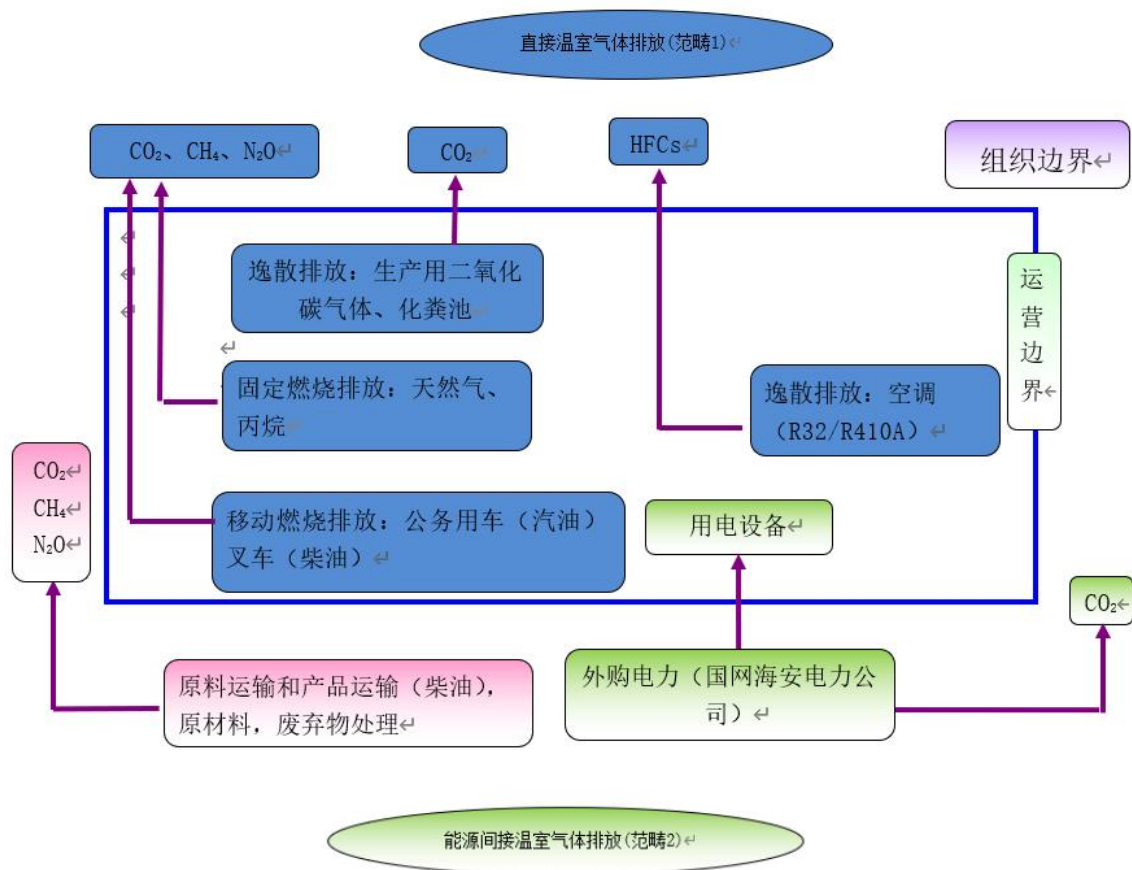 直接温室气体排放(范畴1)↵
CO₂、CH₄、N₂O↵
CO₂↵
HFCs↵
组织边界↵
↵
↵
↵
逸散排放：生产用二氧化
碳气体、化粪池↵
运
营
边
界↵
↵
固定燃烧排放：天然气、
丙烷↵
逸散排放：空调
（R32/R410A）↵
CO₂↵
CH₄↵
N₂O↵
移动燃烧排放：公务用车（汽油）
叉车（柴油）↵
用电设备↵
CO₂↵
原料运输和产品运输（柴油），
原材料，废弃物处理↵
外购电力（国网海安电力公
司）↵
能源间接温室气体排放(范畴2)↵